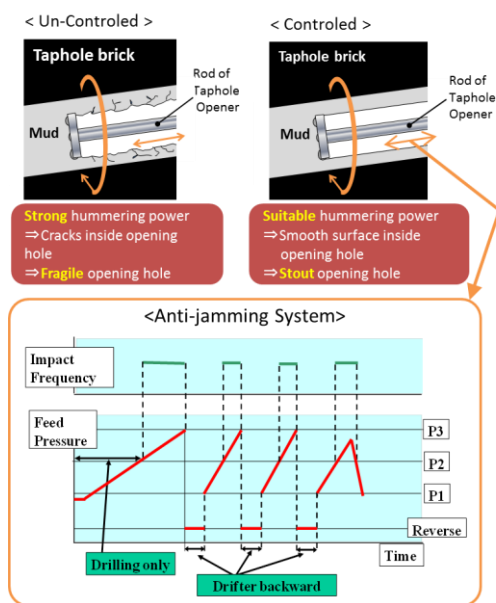 < Un-Controled >
Taphole brick
Rod of
Taphole
Opener
Mud
Strong hummering power
⇒Cracks inside opening
hole
⇒Fragile opening hole
< Controled >
Taphole brick
Rod of
Taphole
Opener
Mud
Suitable hummering power
⇒Smooth surface inside
opening hole
⇒Stout opening hole
<Anti-jamming System>
Impact
Frequency
Feed
Pressure
P3
P2
P1
Reverse
Time
Drilling only
Drifter backward